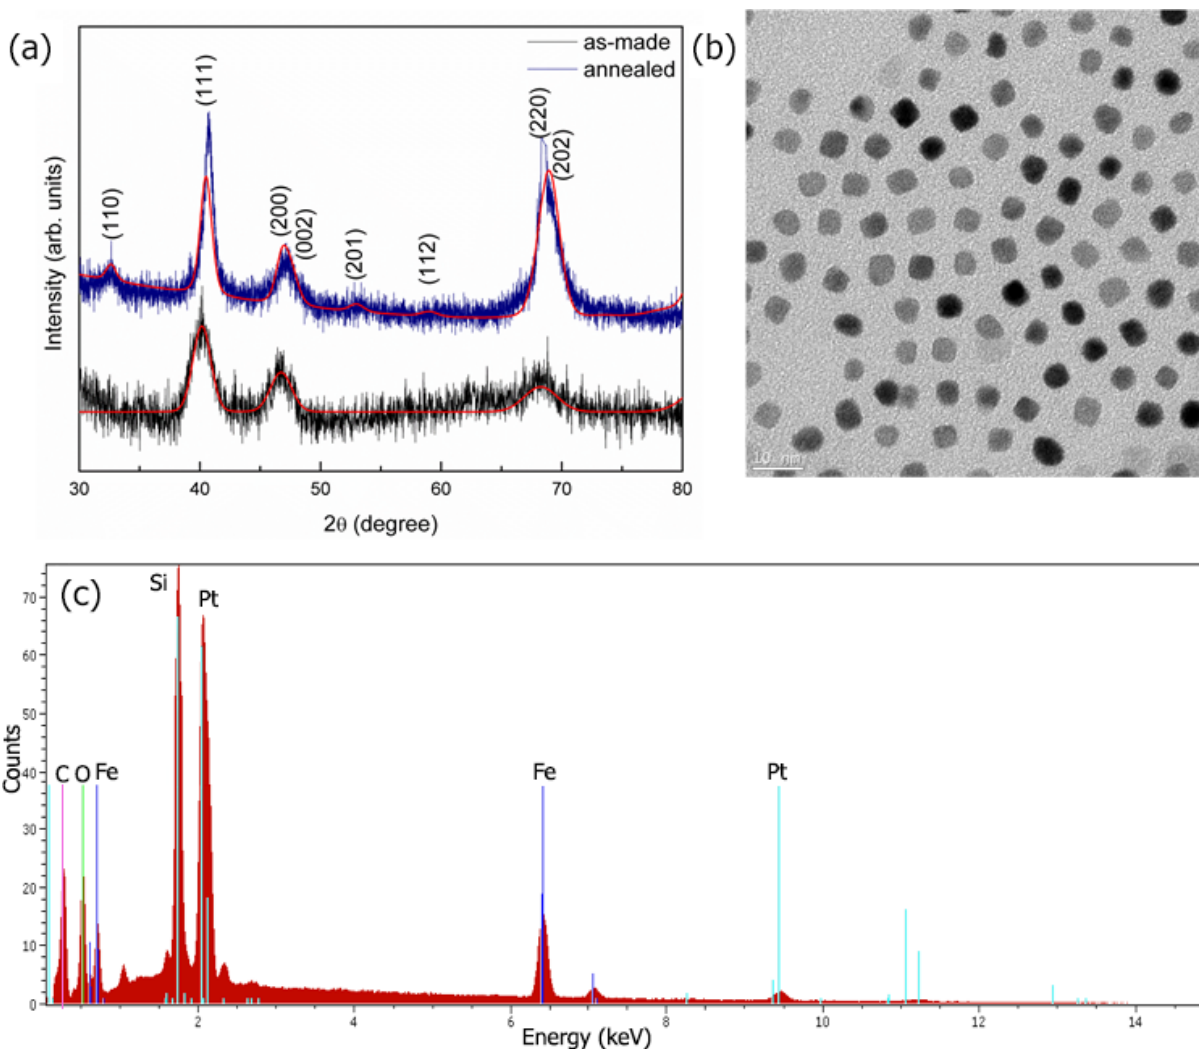 (a)
as-made
annealed
(111)
(220)
(202)
(110)
(200)
(002)
(201)
(112)
Intensity (arb. units)
30 40 50 60 70 80
2θ (degree)
(b)
10 nm
(c)
Si
Pt
C O Fe
Fe
Pt
Counts
70
60
50
40
30
20
10
0
2 4 6 8 10 12 14
Energy (keV)